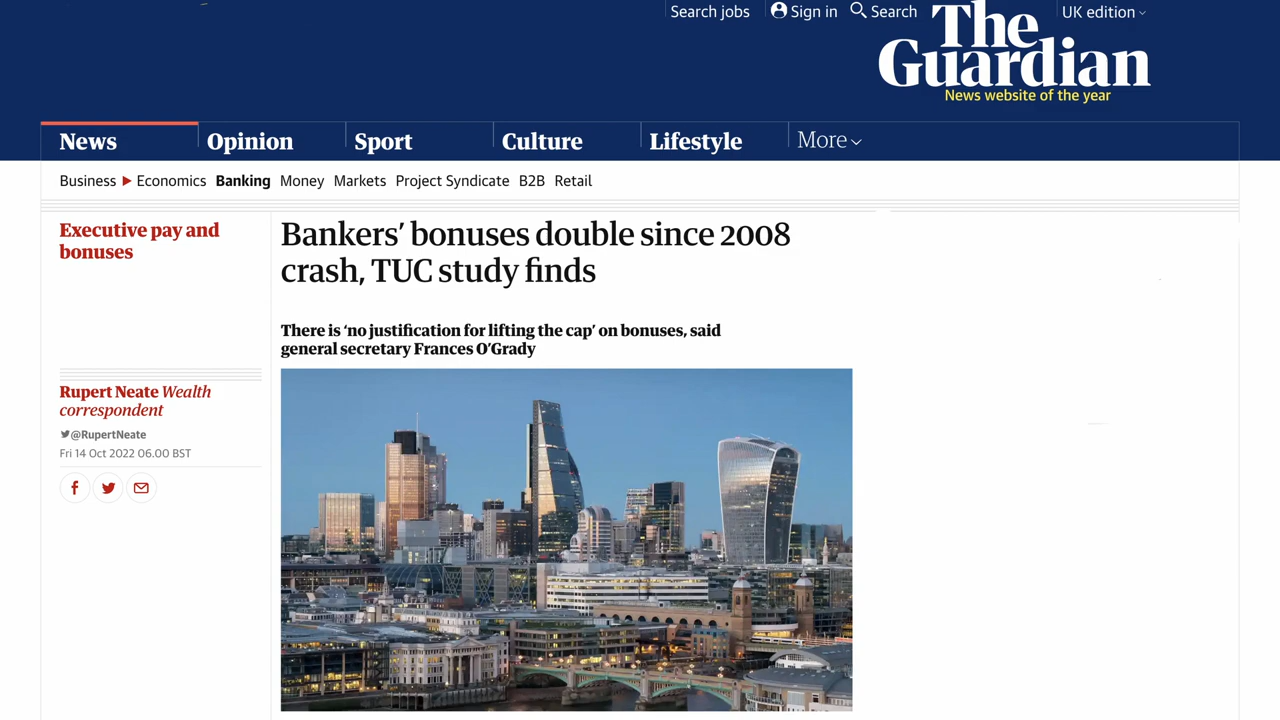 Search jobs
Sign in
Search
UK edition
The
Guardian
News website of the year
News
Opinion
Sport
Culture
Lifestyle
More
Business
Economics
Banking
Money
Markets
Project Syndicate
B2B
Retail
Executive pay and
bonuses
Bankers’ bonuses double since 2008
crash, TUC study finds
There is ‘no justification for lifting the cap’ on bonuses, said
general secretary Frances O’Grady
Rupert Neate Wealth
correspondent
@RupertNeate
Fri 14 Oct 2022 06.00 BST